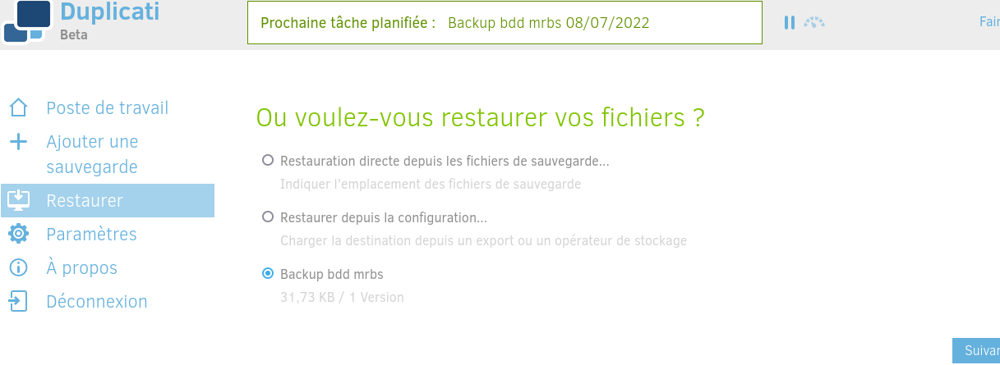 Duplicati
Beta
Prochaine tâche planifiée : Backup bdd mrbs 08/07/2022
Poste de travail
Ajouter une
sauvegarde
Restaurer
Paramètres
À propos
Déconnexion
Ou voulez-vous restaurer vos fichiers ?
Restauration directe depuis les fichiers de sauvegarde...
Indiquer l'emplacement des fichiers de sauvegarde
Restaurer depuis la configuration...
Charger la destination depuis un export ou un opérateur de stockage
Backup bdd mrbs
31,73 KB / 1 Version